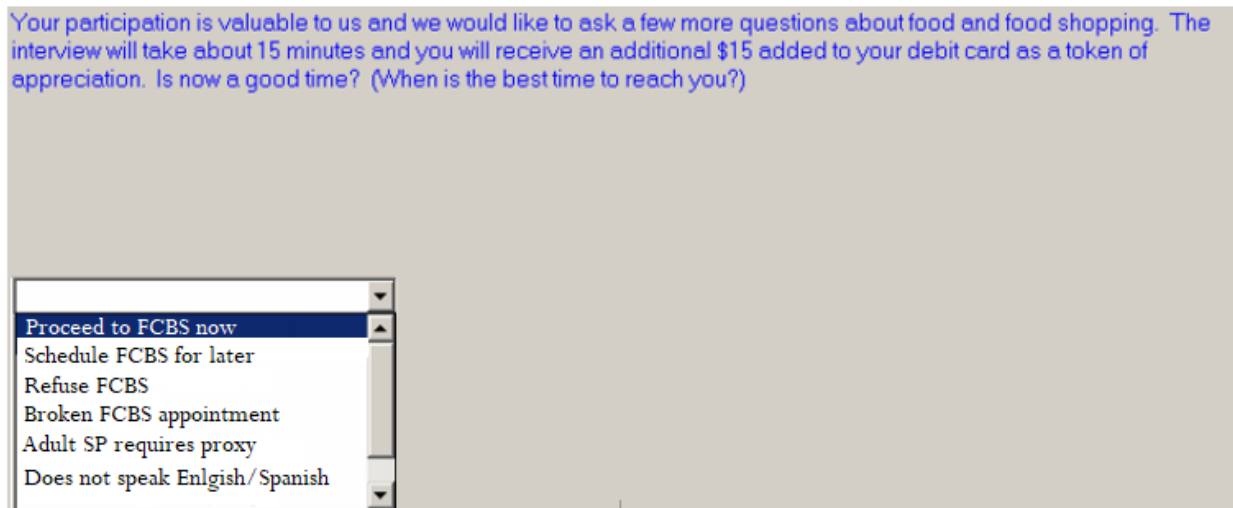 Your participation is valuable to us and we would like to ask a few more questions about food and food shopping.  The
interview will take about 15 minutes and you will receive an additional $15 added to your debit card as a token of
appreciation.  Is now a good time?  (When is the best time to reach you?)
Proceed to FCBS now
Schedule FCBS for later
Refuse FCBS
Broken FCBS appointment
Adult SP requires proxy
Does not speak Enlgish/Spanish